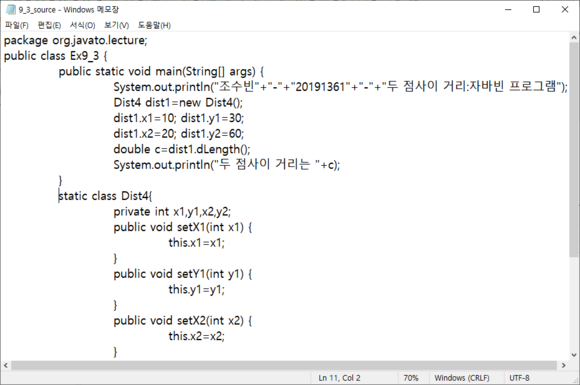 9_3_source - Windows 메모장
파일(F) 편집(E) 서식(O) 보기(V) 도움말(H)
package org.javato.lecture;
public class Ex9_3 {
public static void main(String[] args) {
System.out.println("조수빈"+"-"+"20191361"+"-"+"두 점사이 거리:자바빈 프로그램");
Dist4 dist1=new Dist4();
dist1.x1=10; dist1.y1=30;
dist1.x2=20; dist1.y2=60;
double c=dist1.dLength();
System.out.println("두 점사이 거리는 "+c);
}
static class Dist4{
private int x1,y1,x2,y2;
public void setX1(int x1) {
this.x1=x1;
}
public void setY1(int y1) {
this.y1=y1;
}
public void setX2(int x2) {
this.x2=x2;
}
Ln 11, Col 2 70% Windows (CRLF) UTF-8